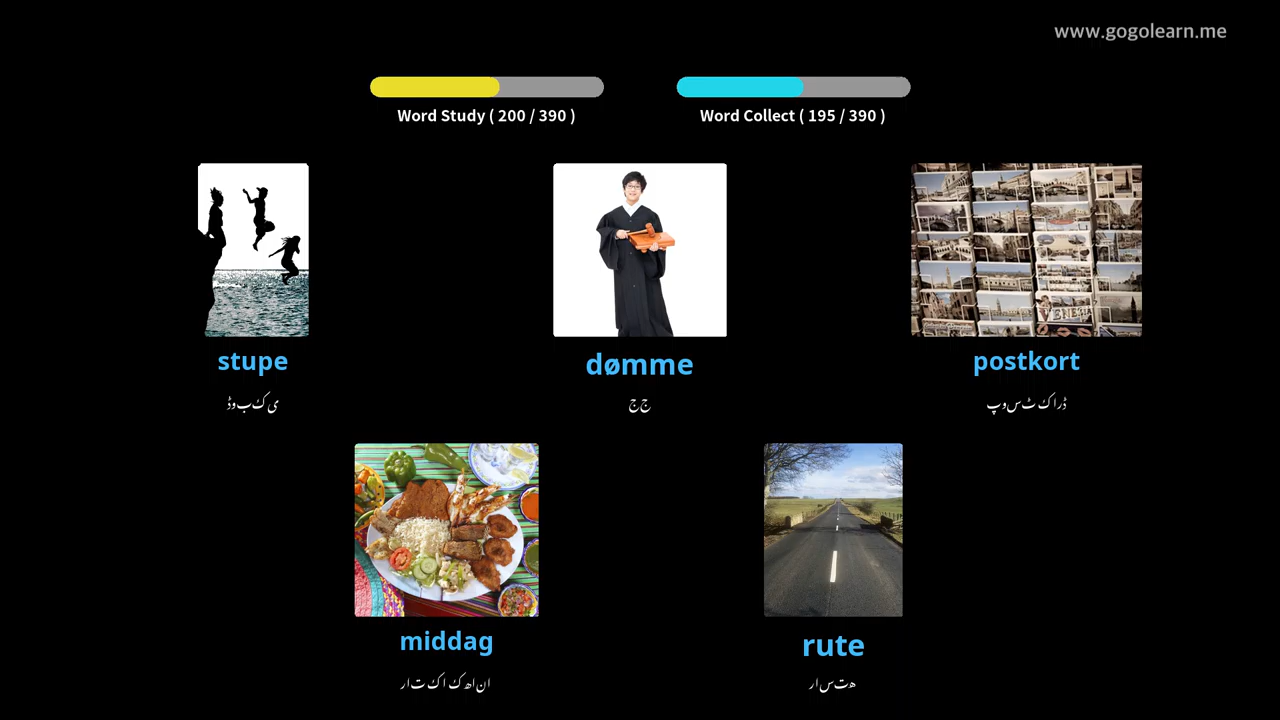 www.gogolearn.me
Word Study ( 200 / 390 )
Word Collect ( 195 / 390 )
stupe
ڈوبکی
dømme
جج
postkort
پوسٹ کارڈ
middag
رات کا کھانا
rute
راستہ